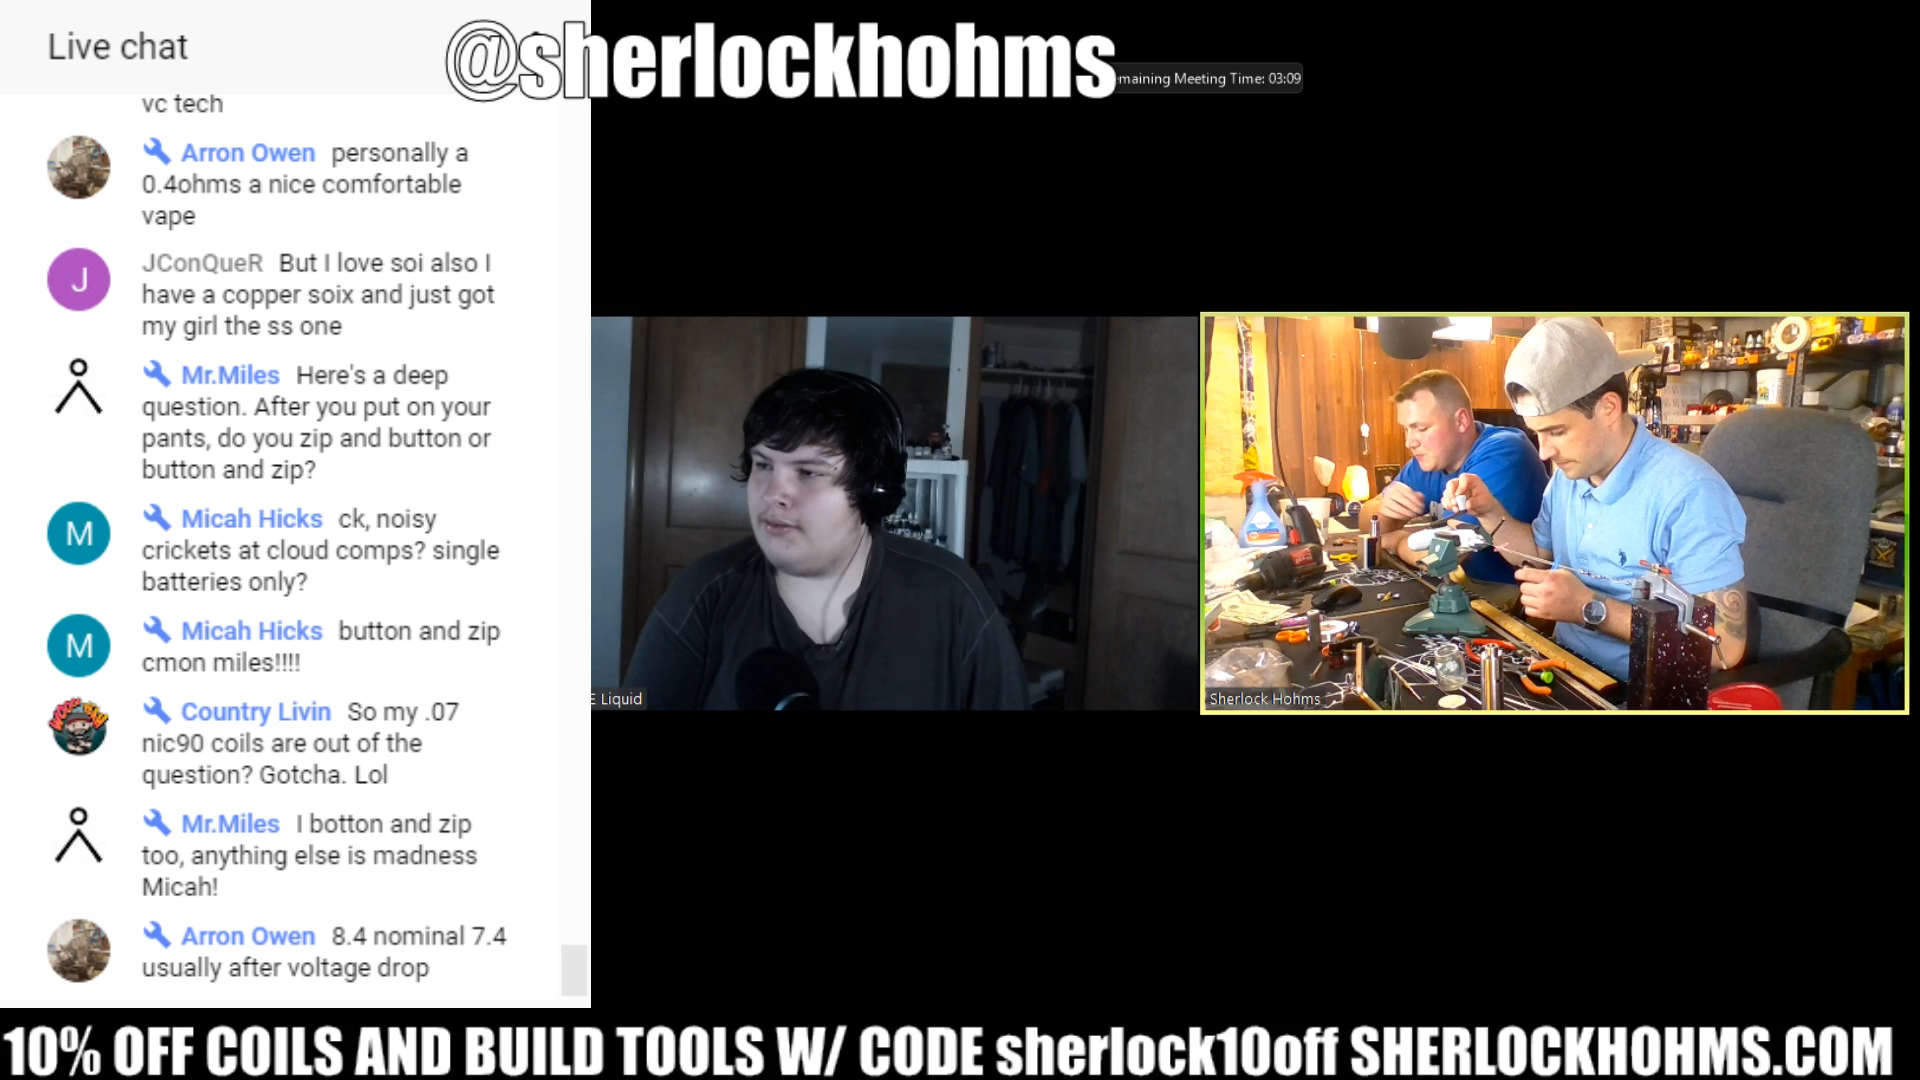 Live chat
@sherlockhohms
maining Meeting Time: 03:09
vc tech
Arron Owen personally a
0.4ohms a nice comfortable
vape
J
JConQueR But I love soi also I
have a copper soix and just got
my girl the ss one
Mr.Miles Here's a deep
question. After you put on your
pants, do you zip and button or
button and zip?
M
Micah Hicks ck, noisy
crickets at cloud comps? single
batteries only?
M
Micah Hicks button and zip
cmon miles!!!!
Country Livin So my .07
nic90 coils are out of the
question? Gotcha. Lol
Mr.Miles I botton and zip
too, anything else is madness
Micah!
Arron Owen 8.4 nominal 7.4
usually after voltage drop
E Liquid
Sherlock Hohms
10% OFF COILS AND BUILD TOOLS W/ CODE sherlock10off SHERLOCKHOHMS.COM